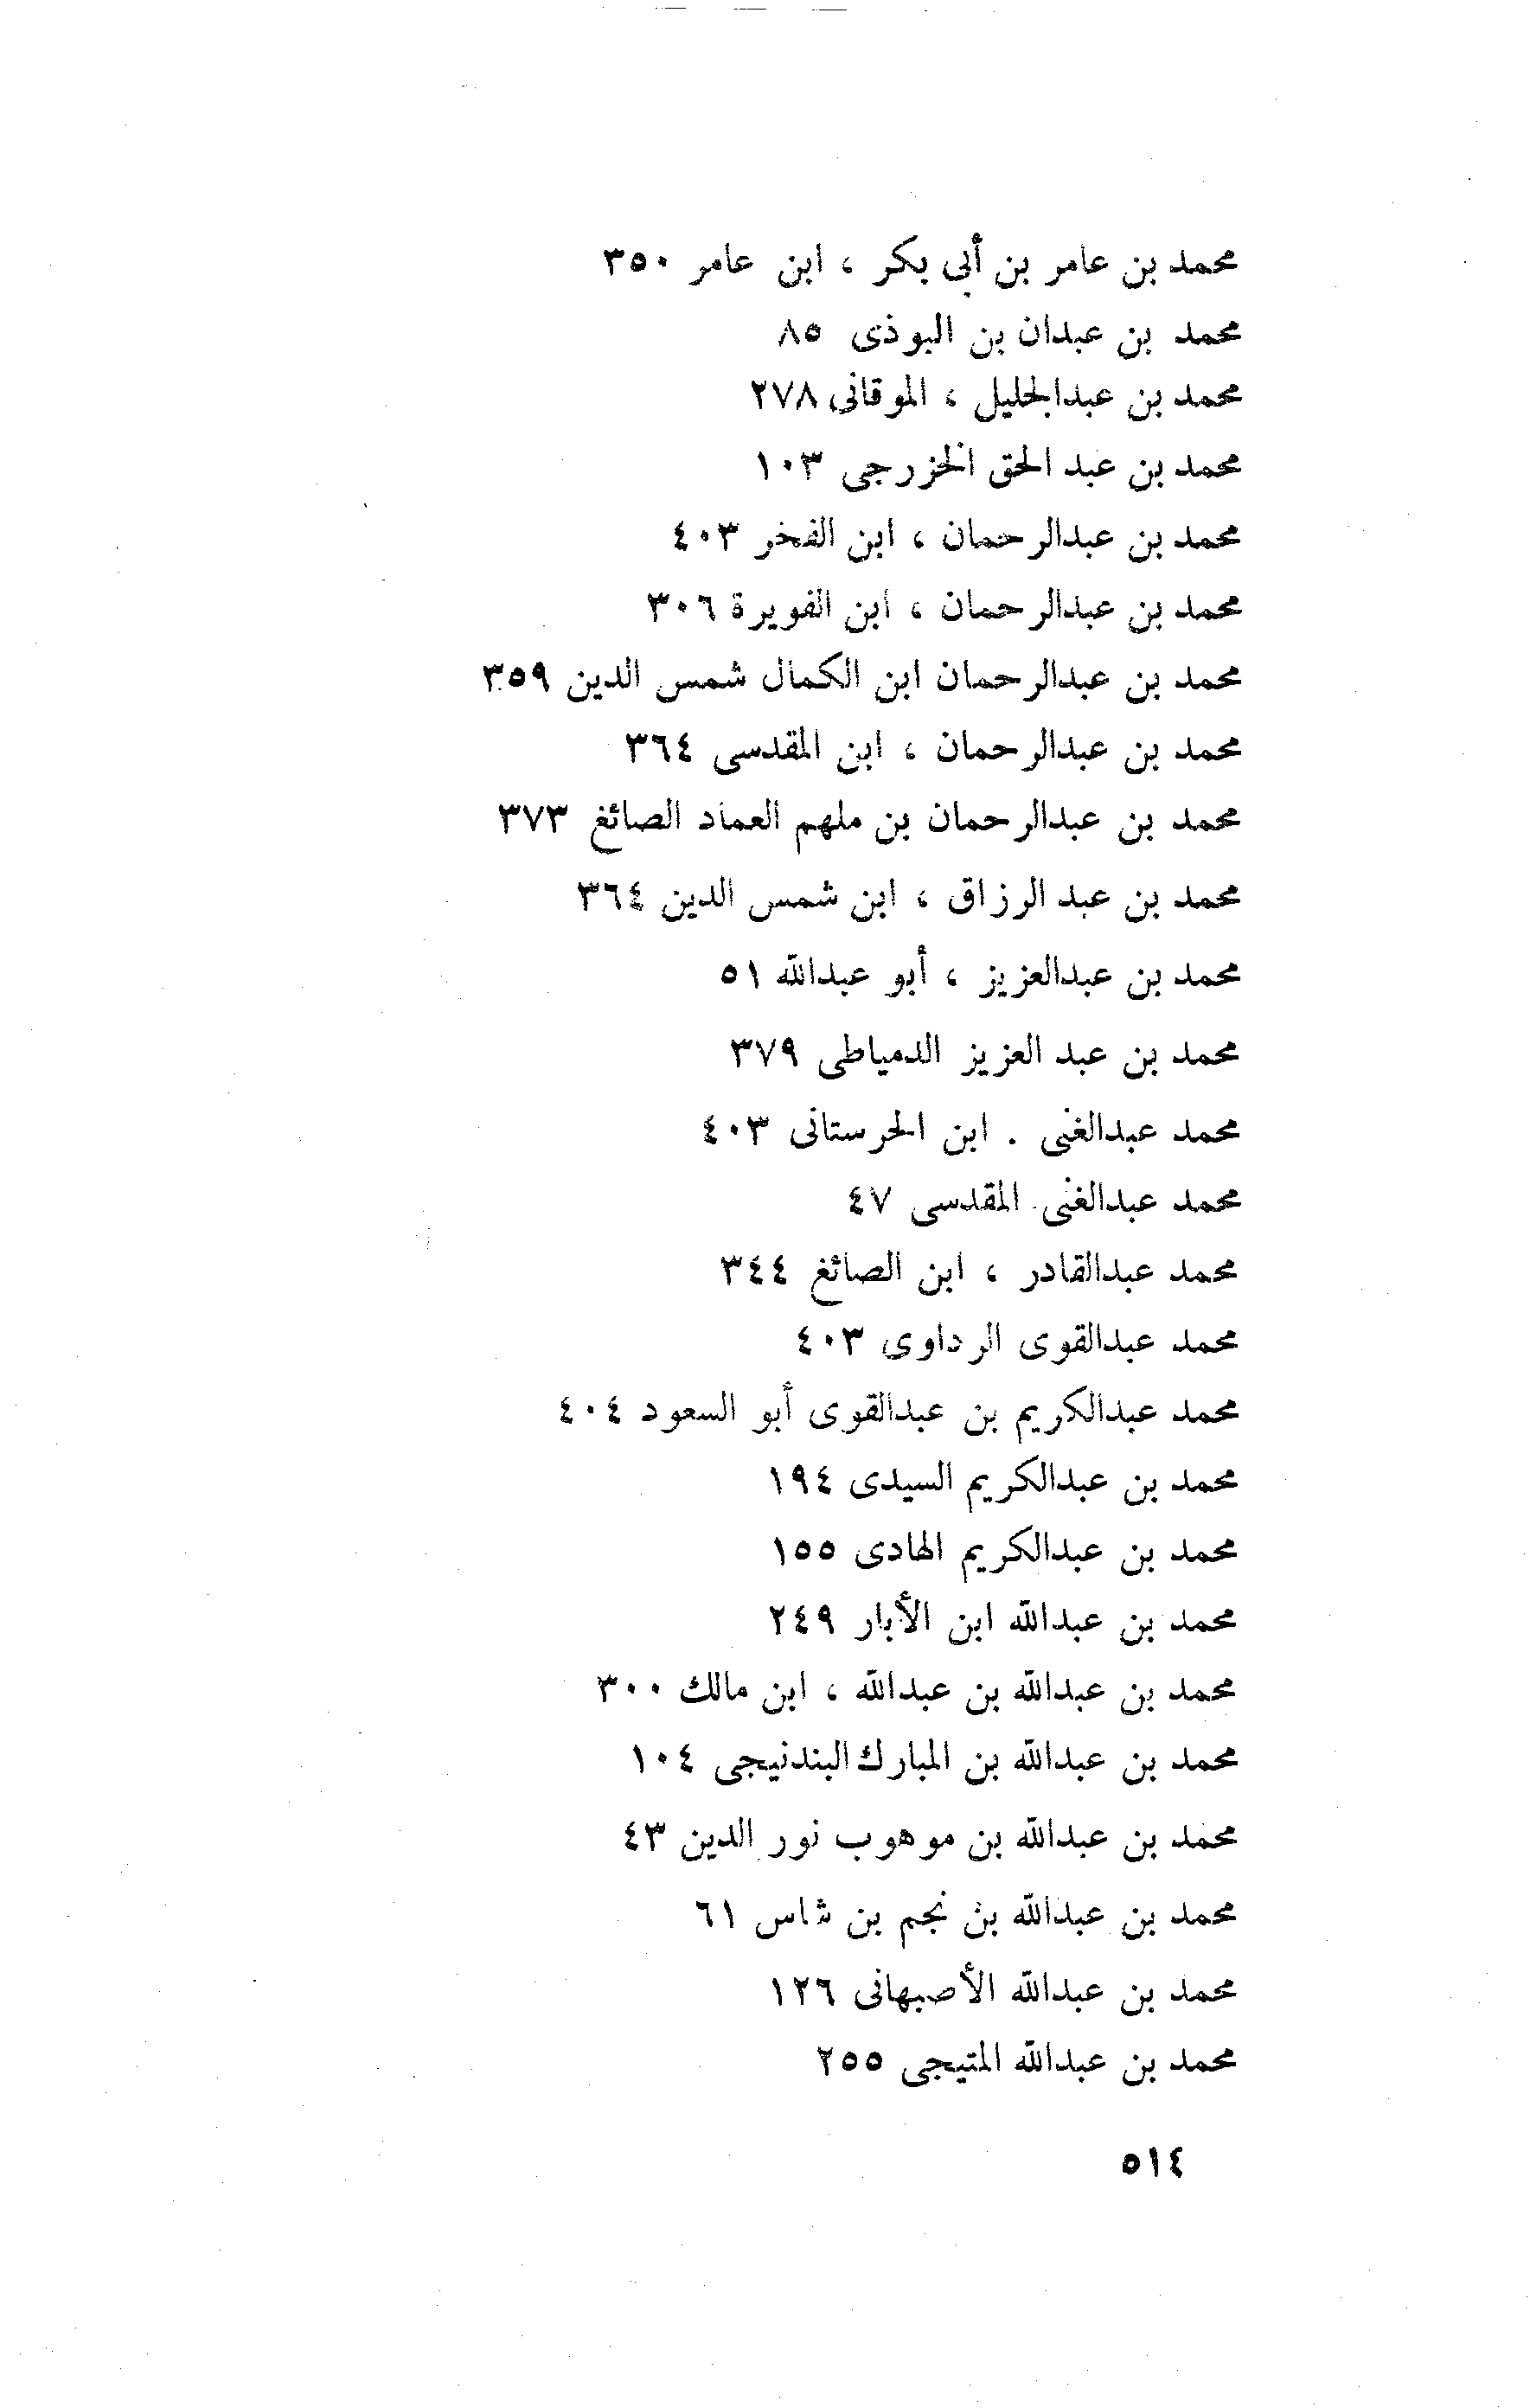 محمد بن عامر بن أبي بكر ، ابن عامر ٣٥٠
محمد بن عبدان بن البوذى ٨٥
محمد بن عبدالجليل ، الموقانى ٢٧٨
محمد بن عبد الحق الخزرجى ١٠٣
محمد بن عبدالرحمان ، ابن الفخر ٤٠٣
محمد بن عبدالرحمان ، ابن الفويرة ٣٠٦
محمد بن عبدالرحمان ابن الكمال شمس الدين ٣٥٩
محمد بن عبدالرحمان ، ابن المقدسى ٣٦٤
محمد بن عبدالرحمان بن ملهم العماد الصائغ ٣٧٣
محمد بن عبد الرزاق ، ابن شمس الدين ٣٦٤
محمد بن عبدالعزيز ، أبو عبدالله ٥١
محمد بن عبد العزيز الدمياطى ٣٧٩
محمد عبدالغنى . ابن الحرستانى ٤٠٣
محمد عبدالغنى المقدسى ٤٧
محمد عبدالقادر ، ابن الصائغ ٣٤٤
محمد عبدالقوى الرداوى ٤٠٣
محمد عبدالكريم بن عبدالقوى أبو السعود ٤٠٤
محمد بن عبدالكريم السيدى ١٩٤
محمد بن عبدالكريم الهادى ١٥٥
محمد بن عبدالله ابن الأبار ٢٤٩
محمد بن عبدالله بن عبدالله ، ابن مالك ٣٠٠
محمد بن عبدالله بن المبارك البندنيجى ١٠٤
محمد بن عبدالله بن موهوب نور الدين ٤٣
محمد بن عبدالله بن نجم بن شاس ٦١
محمد بن عبدالله الأصبهانى ١٢٦
محمد بن عبدالله المتيجى ٢٥٥
٥١٤